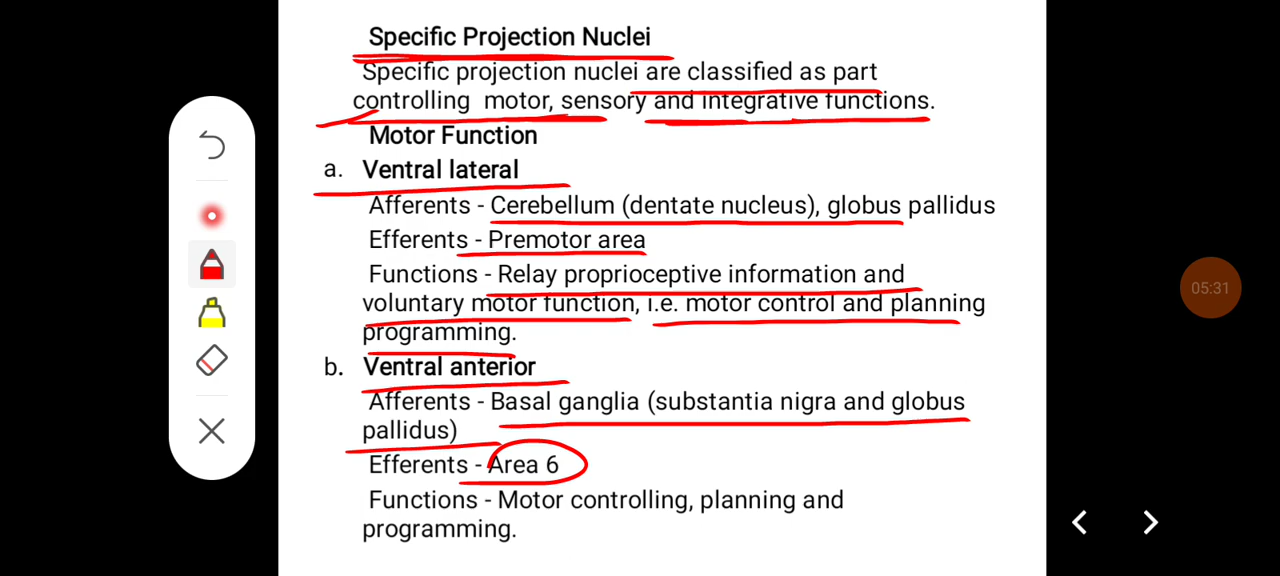 Specific Projection Nuclei
Specific projection nuclei are classified as part
controlling motor, sensory and integrative functions.
Motor Function
a. Ventral lateral
Afferents - Cerebellum (dentate nucleus), globus pallidus
Efferents - Premotor area
Functions - Relay proprioceptive information and
voluntary motor function, i.e. motor control and planning
programming.
b. Ventral anterior
Afferents - Basal ganglia (substantia nigra and globus
pallidus)
Efferents - Area 6
Functions - Motor controlling, planning and
programming.
05:31